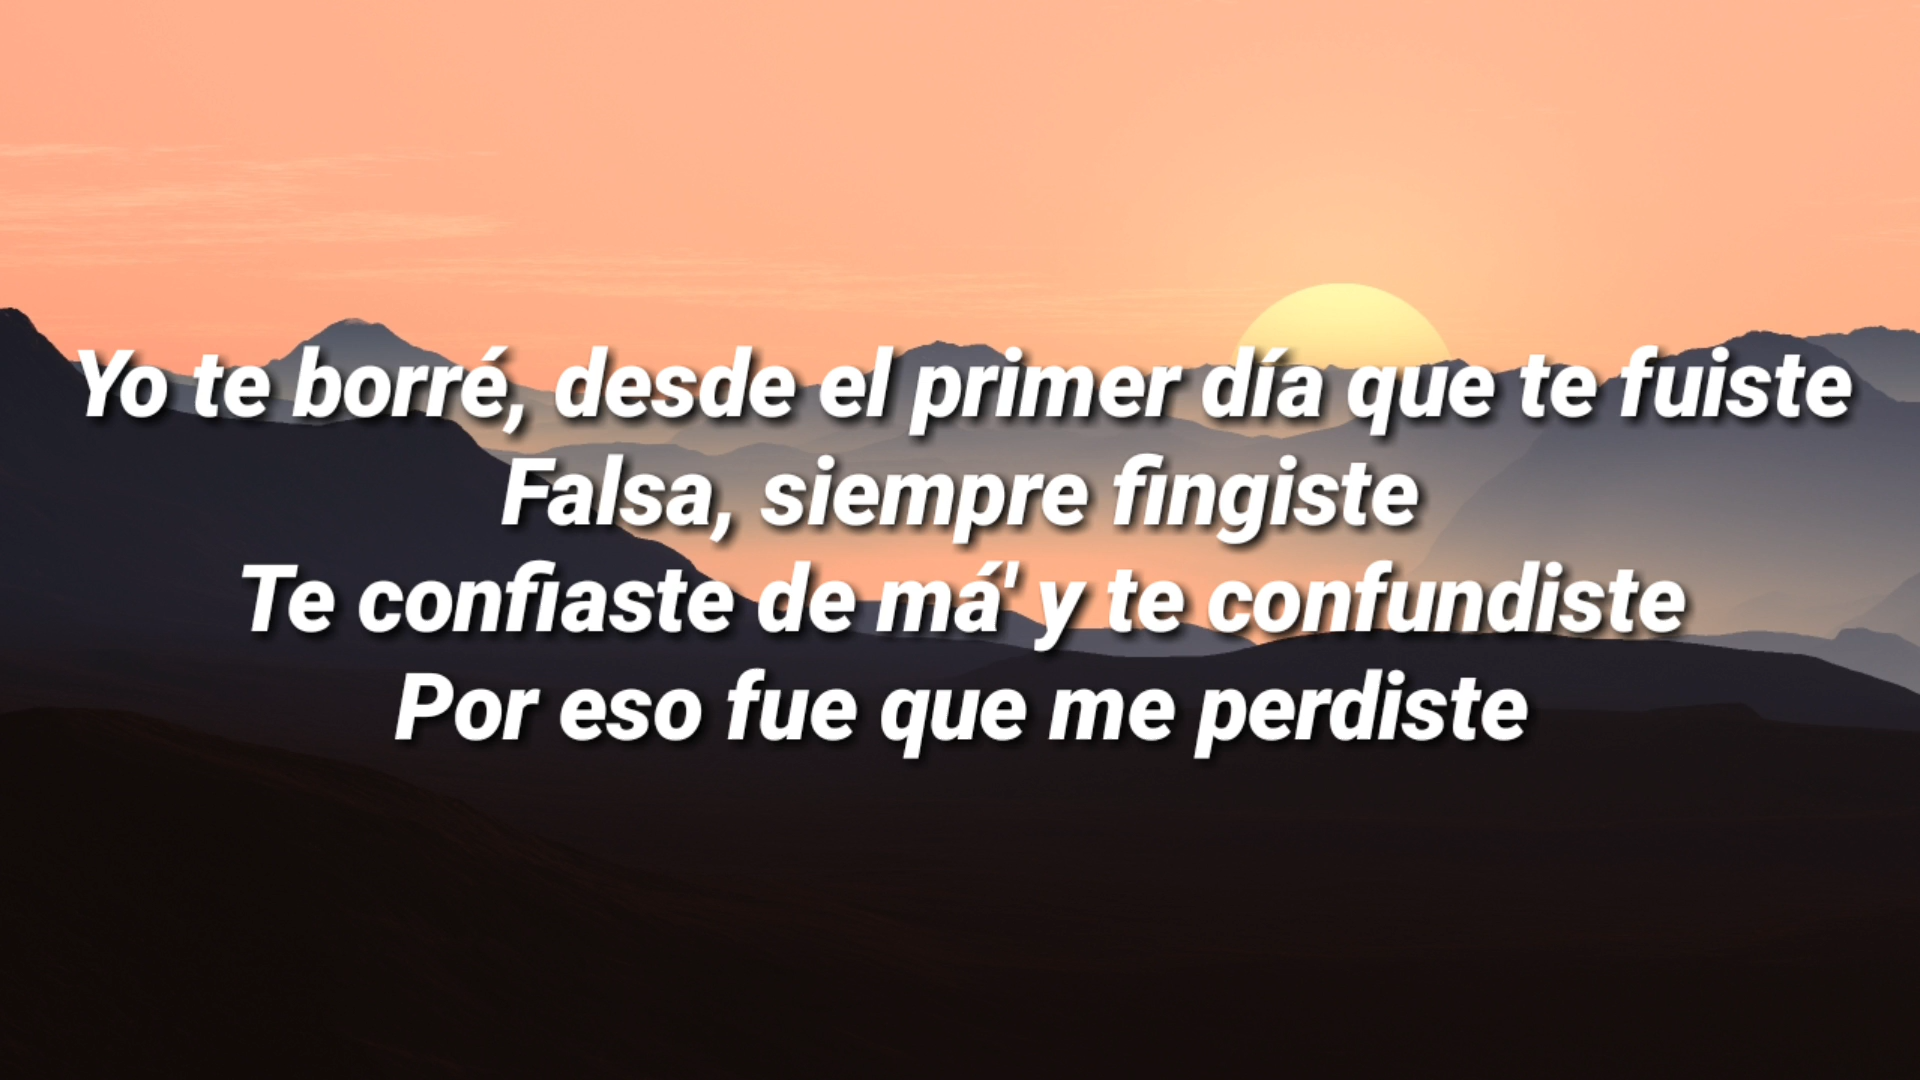 Yo te borré, desde el primer día que te fuiste
Falsa, siempre fingiste
Te confiaste de má' y te confundiste
Por eso fue que me perdiste